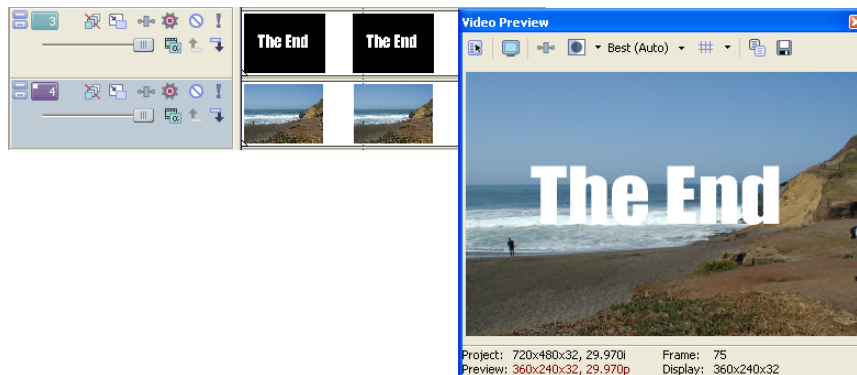 3
The End
The End
4
Video Preview
Best (Auto)
The End
Project: 720x480x32, 29.970i
Frame: 75
Preview: 360x240x32, 29.970p
Display: 360x240x32